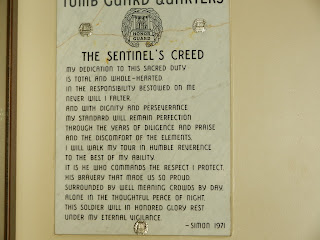 TOMB GUARD QUARTERS
HONOR
GUARD
THE SENTINEL'S CREED
MY DEDICATION TO THIS SACRED DUTY
IS TOTAL AND WHOLE-HEARTED.
IN THE RESPONSIBILITY BESTOWED ON ME
NEVER WILL I FALTER.
AND WITH DIGNITY AND PERSEVERANCE
MY STANDARD WILL REMAIN PERFECTION
THROUGH THE YEARS OF DILIGENCE AND PRAISE
AND THE DISCOMFORT OF THE ELEMENTS.
I WILL WALK MY TOUR IN HUMBLE REVERENCE
TO THE BEST OF MY ABILITY.
IT IS HE WHO COMMANDS THE RESPECT I PROTECT.
HIS BRAVERY THAT MADE US SO PROUD.
SURROUNDED BY WELL MEANING CROWDS BY DAY,
ALONE IN THE THOUGHTFUL PEACE OF NIGHT,
THIS SOLDIER WILL IN HONORED GLORY REST
UNDER MY ETERNAL VIGILANCE.
~SIMON 1971